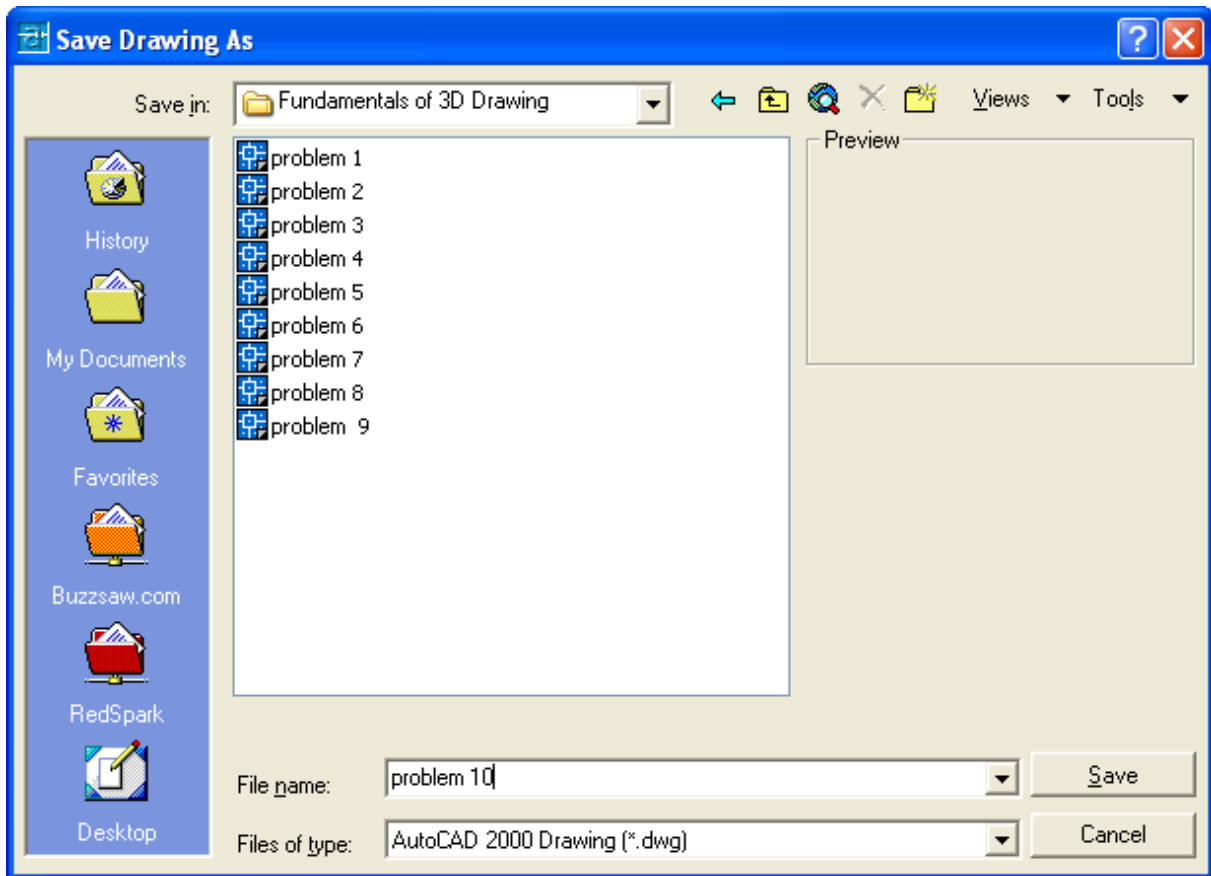 Save Drawing As
Save in: Fundamentals of 3D Drawing Views Tools
History
My Documents
Favorites
Buzzsaw.com
RedSpark
Desktop
problem 1
problem 2
problem 3
problem 4
problem 5
problem 6
problem 7
problem 8
problem  9
Preview
File name: problem 10 Save
Files of type: AutoCAD 2000 Drawing (*.dwg) Cancel